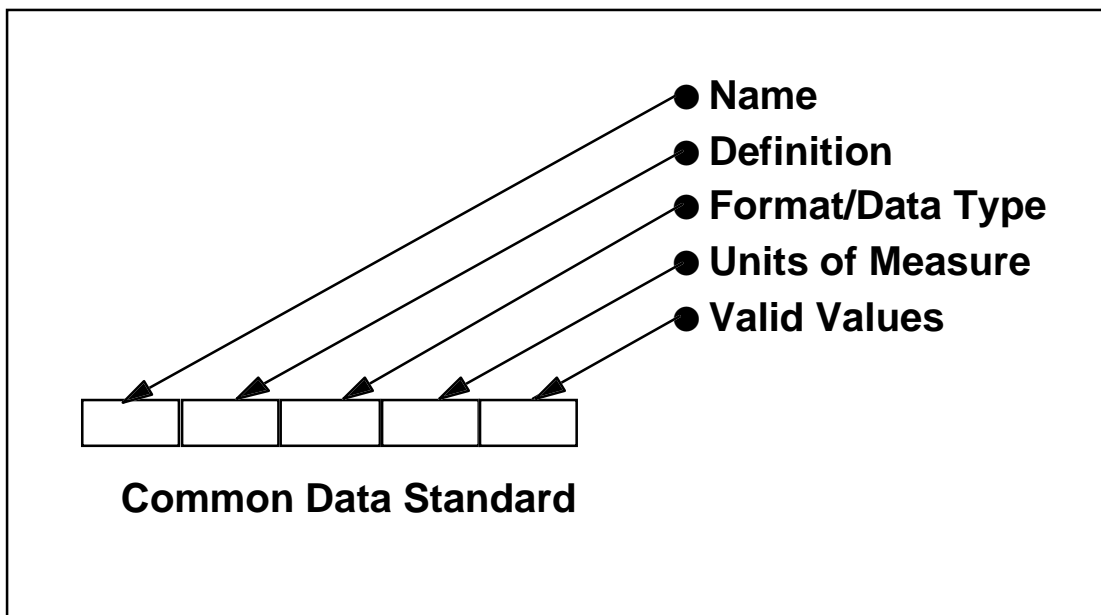 Name
Definition
Format/Data Type
Units of Measure
Valid Values
Common Data Standard